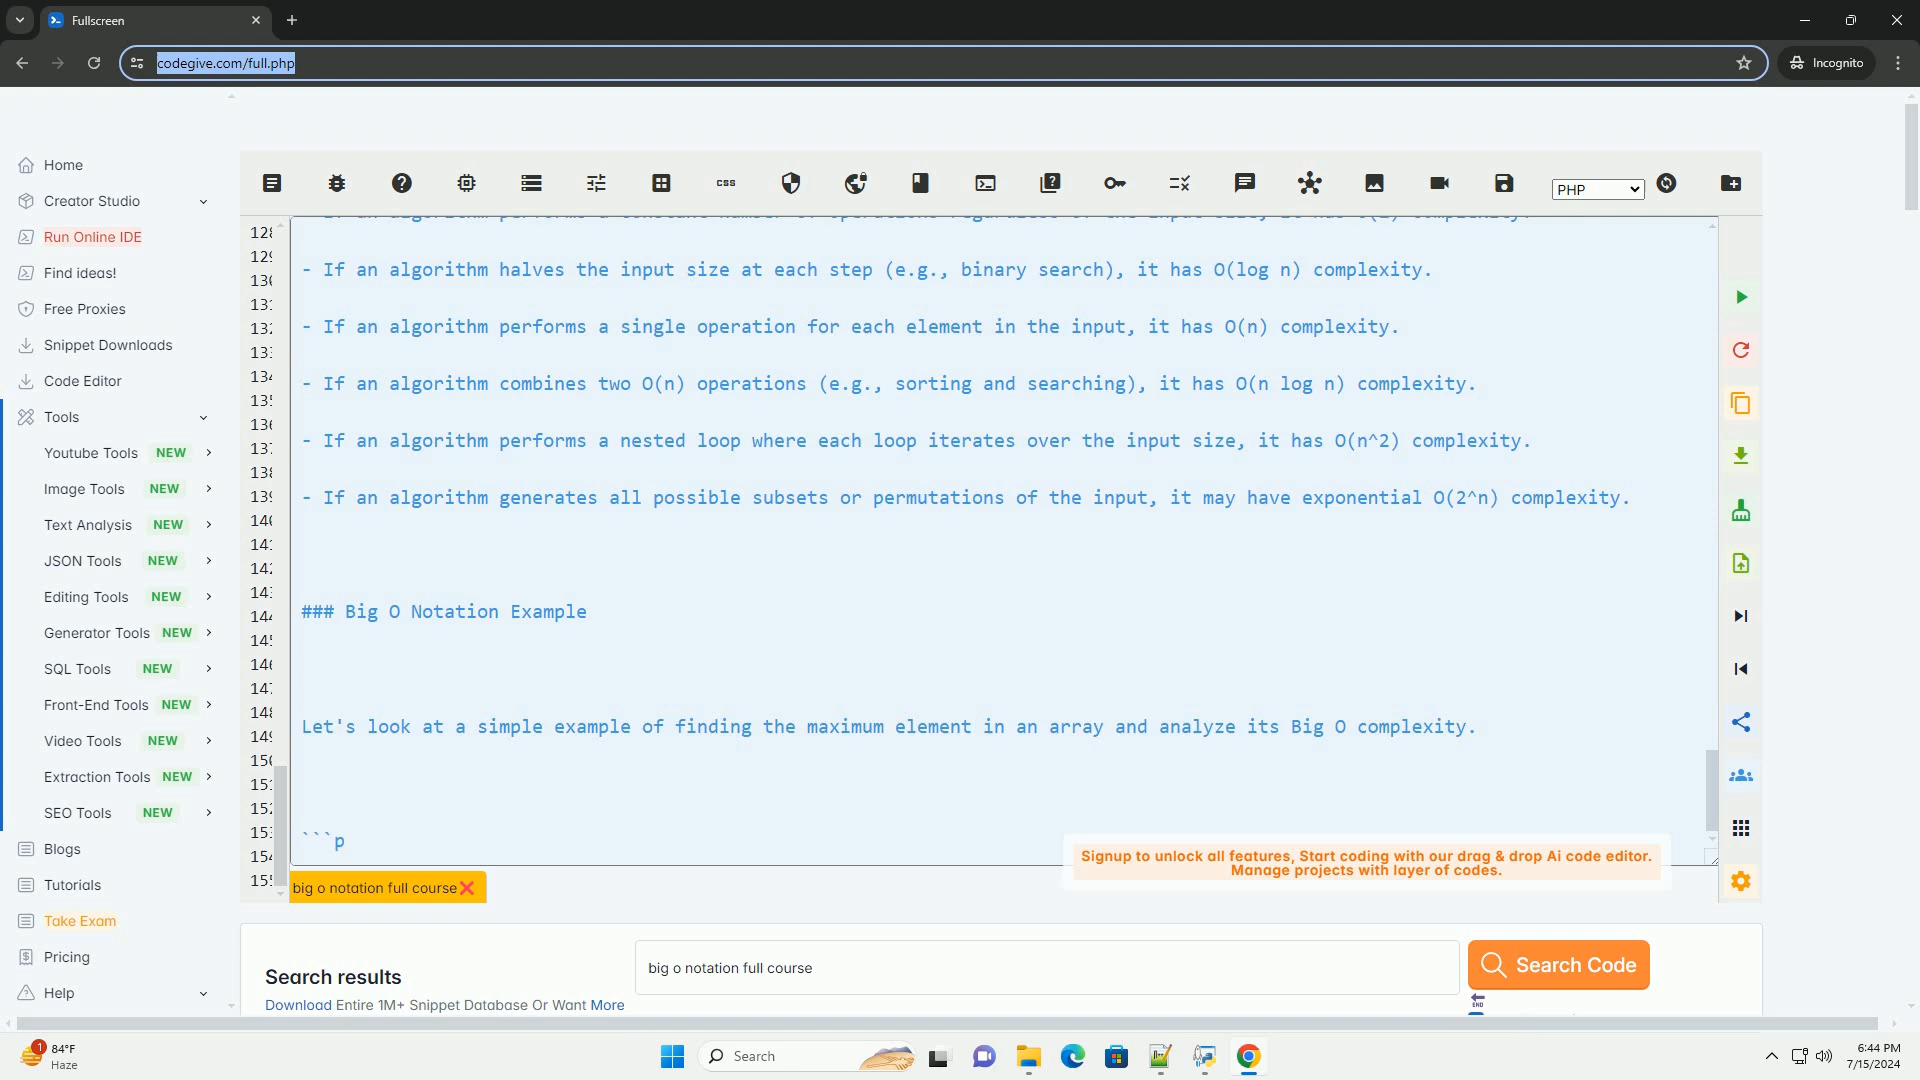 Fullscreen
codegive.com/full.php
Incognito
Home
Creator Studio
Run Online IDE
Find ideas!
Free Proxies
Snippet Downloads
Code Editor
Tools
Youtube Tools NEW
Image Tools NEW
Text Analysis NEW
JSON Tools NEW
Editing Tools NEW
Generator Tools NEW
SQL Tools NEW
Front-End Tools NEW
Video Tools NEW
Extraction Tools NEW
SEO Tools NEW
Blogs
Tutorials
Take Exam
Pricing
Help
css
PHP
- If an algorithm halves the input size at each step (e.g., binary search), it has O(log n) complexity.
- If an algorithm performs a single operation for each element in the input, it has O(n) complexity.
- If an algorithm combines two O(n) operations (e.g., sorting and searching), it has O(n log n) complexity.
- If an algorithm performs a nested loop where each loop iterates over the input size, it has O(n^2) complexity.
- If an algorithm generates all possible subsets or permutations of the input, it may have exponential O(2^n) complexity.
### Big O Notation Example
Let's look at a simple example of finding the maximum element in an array and analyze its Big O complexity.
```p
Signup to unlock all features, Start coding with our drag & drop Ai code editor.
Manage projects with layer of codes.
big o notation full course
Search results
big o notation full course
Search Code
Download Entire 1M+ Snippet Database Or Want More
END
1
84°F
Haze
Search
6:44 PM
7/15/2024